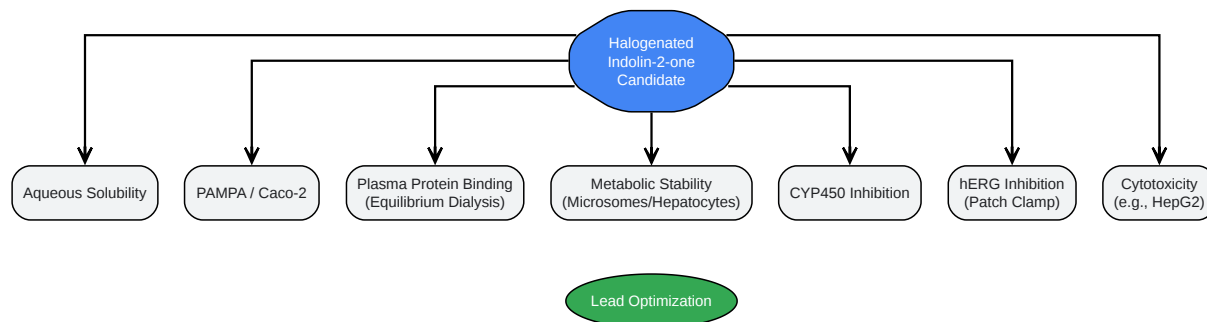 Halogenated
Indolin-2-one
Candidate
Aqueous Solubility
PAMPA / Caco-2
Plasma Protein Binding
(Equilibrium Dialysis)
Metabolic Stability
(Microsomes/Hepatocytes)
CYP450 Inhibition
hERG Inhibition
(Patch Clamp)
Cytotoxicity
(e.g., HepG2)
Lead Optimization